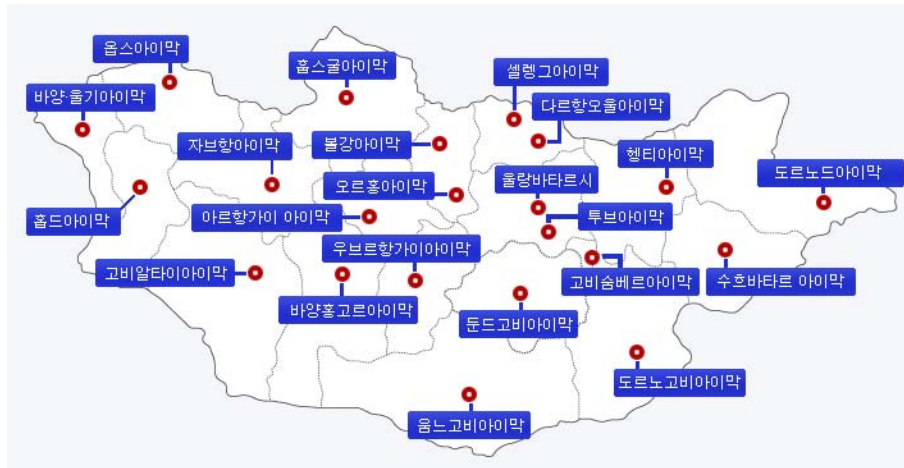 옵스아이막
홉스굴아이막
셀렝그아이막
바양·울기아이막
다르항오울아이막
자브항아이막
볼강아이막
헨티아이막
도르노드아이막
오르홍아이막
울랑바타르시
홉드아이막
아르항가이 아이막
투브아이막
우브르항가이아이막
고비알타이아이막
고비숨베르아이막
수흐바타르 아이막
바양홍고르아이막
둔드고비아이막
도르노고비아이막
움느고비아이막